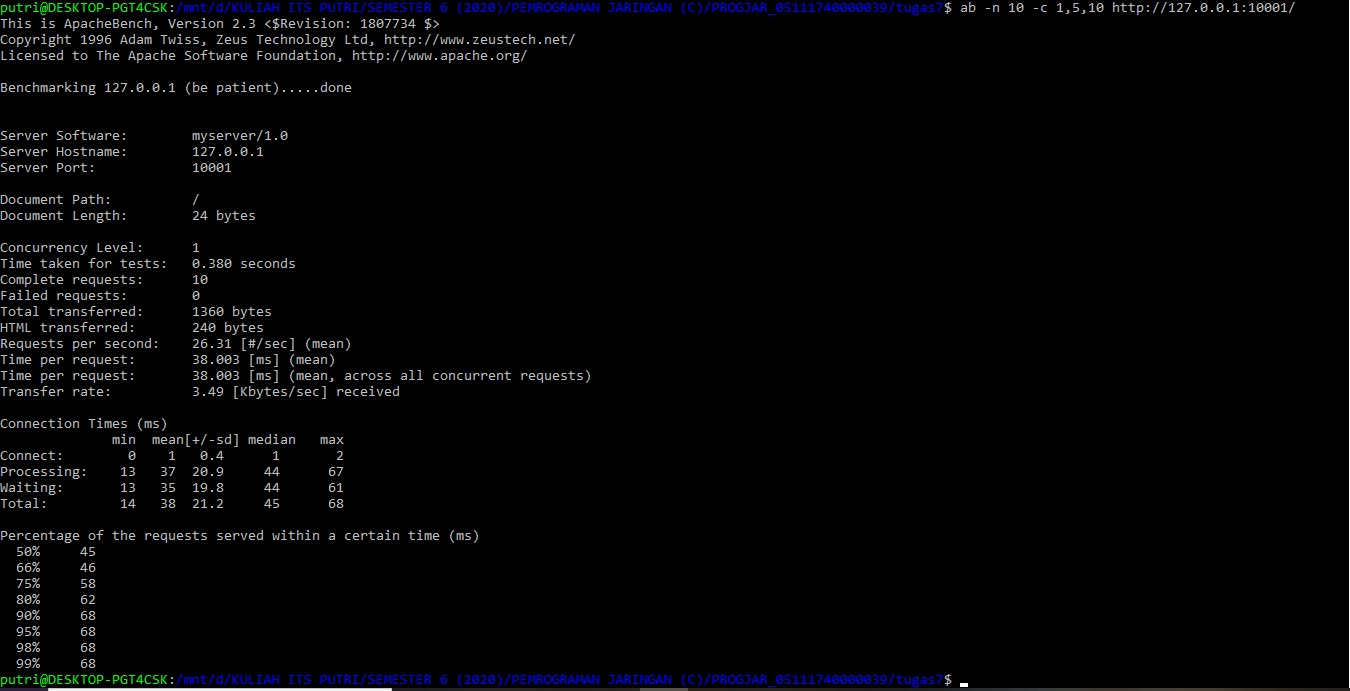 putri@DESKTOP-PGT4CSK:/mnt/d/KULIAH ITS PUTRI/SEMESTER 6 (2020)/PEMROGRAMAN JARINGAN (C)/PROGJAR_05111740000039/tugas7$ ab -n 10 -c 1,5,10 http://127.0.0.1:10001/
This is ApacheBench, Version 2.3 <$Revision: 1807734 $>
Copyright 1996 Adam Twiss, Zeus Technology Ltd, http://www.zeustech.net/
Licensed to The Apache Software Foundation, http://www.apache.org/

Benchmarking 127.0.0.1 (be patient).....done


Server Software:        myserver/1.0
Server Hostname:        127.0.0.1
Server Port:            10001

Document Path:          /
Document Length:        24 bytes

Concurrency Level:      1
Time taken for tests:   0.380 seconds
Complete requests:      10
Failed requests:        0
Total transferred:      1360 bytes
HTML transferred:       240 bytes
Requests per second:    26.31 [#/sec] (mean)
Time per request:       38.003 [ms] (mean)
Time per request:       38.003 [ms] (mean, across all concurrent requests)
Transfer rate:          3.49 [Kbytes/sec] received

Connection Times (ms)
              min  mean[+/-sd] median   max
Connect:        0    1   0.4      1       2
Processing:    13   37  20.9     44      67
Waiting:       13   35  19.8     44      61
Total:         14   38  21.2     45      68

Percentage of the requests served within a certain time (ms)
  50%     45
  66%     46
  75%     58
  80%     62
  90%     68
  95%     68
  98%     68
  99%     68
putri@DESKTOP-PGT4CSK:/mnt/d/KULIAH ITS PUTRI/SEMESTER 6 (2020)/PEMROGRAMAN JARINGAN (C)/PROGJAR_05111740000039/tugas7$